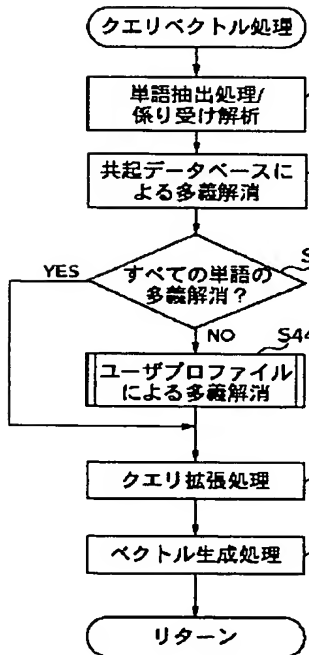 クエリベクトル処理
単語抽出処理/
係り受け解析
共起データベースに
よる多義解消
すべての単語の
多義解消?
S
YES
NO
S44
ユーザプロファイル
による多義解消
クエリ拡張処理
ベクトル生成処理
リターン